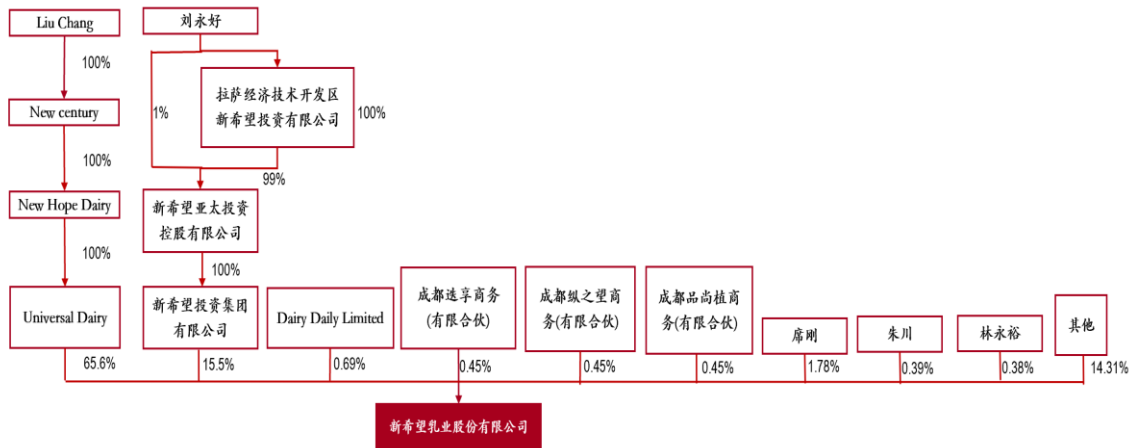 Liu Chang
刘永好
100%
拉萨经济技术开发区
新希望投资有限公司
1%
100%
New century
100%
99%
New Hope Dairy
新希望亚太投资
控股有限公司
100%
100%
Universal Dairy
新希望投资集团
有限公司
Dairy Daily Limited
成都逸享商务
(有限合伙)
成都纵之望商
务(有限合伙)
成都品尚植商
务(有限合伙)
席刚
朱川
林永裕
其他
65.6%
15.5%
0.69%
0.45%
0.45%
0.45%
1.78%
0.39%
0.38%
14.31%
新希望乳业股份有限公司